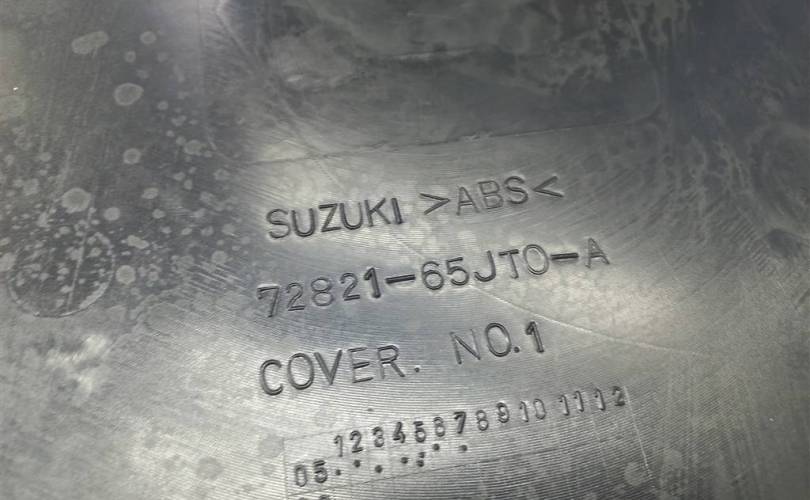 SUZUKI >ABS<
72821-65JT0-A
COVER. NO.1
1 2 3 4 5 6 7 8 9 10 11 12
05